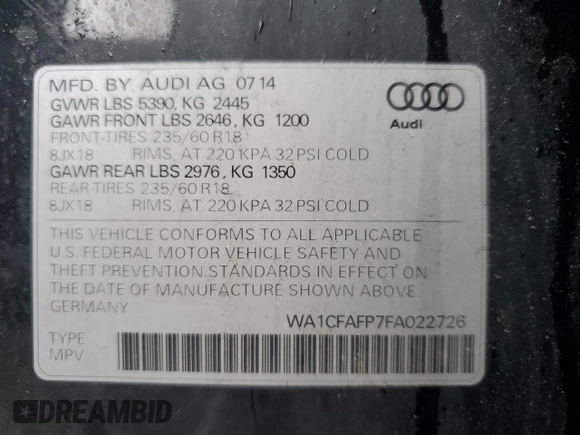 MFD. BY. AUDI AG 07 14
GVWR LBS 5390, KG 2445
GAWR FRONT LBS 2646, KG 1200
FRONT-TIRES 235/60 R18
8JX18 RIMS, AT 220 KPA 32 PSI COLD
GAWR REAR LBS 2976, KG 1350
REAR-TIRES 235/60 R18
8JX18 RIMS, AT 220 KPA 32 PSI COLD
Audi
THIS VEHICLE CONFORMS TO ALL APPLICABLE
U.S. FEDERAL MOTOR VEHICLE SAFETY AND
THEFT PREVENTION STANDARDS IN EFFECT ON
THE DATE OF MANUFACTURE SHOWN ABOVE
GERMANY
WA1CFAFP7FA022726
TYPE
MPV
DREAMBID